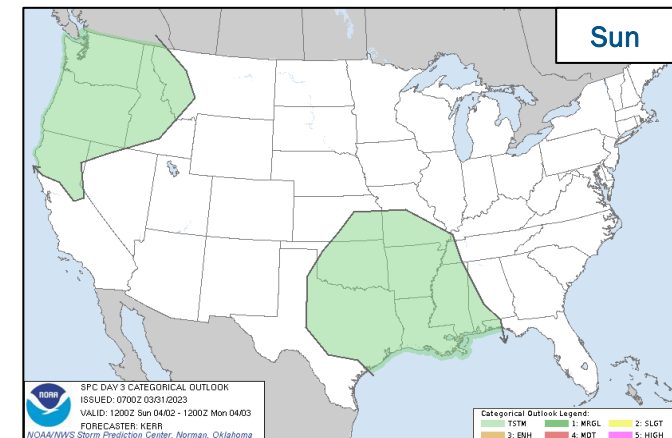 Sun
NOAA
SPC DAY 3 CATEGORICAL OUTLOOK
ISSUED: 0700Z 03/31/2023
VALID: 1200Z Sun 04/02 - 1200Z Mon 04/03
FORECASTER: KERR
NOAA/NWS Storm Prediction Center, Norman, Oklahoma
Categorical Outlook Legend:
TSTM 1: MRGL 2: SLGT
3: ENH 4: MDT 5: HIGH